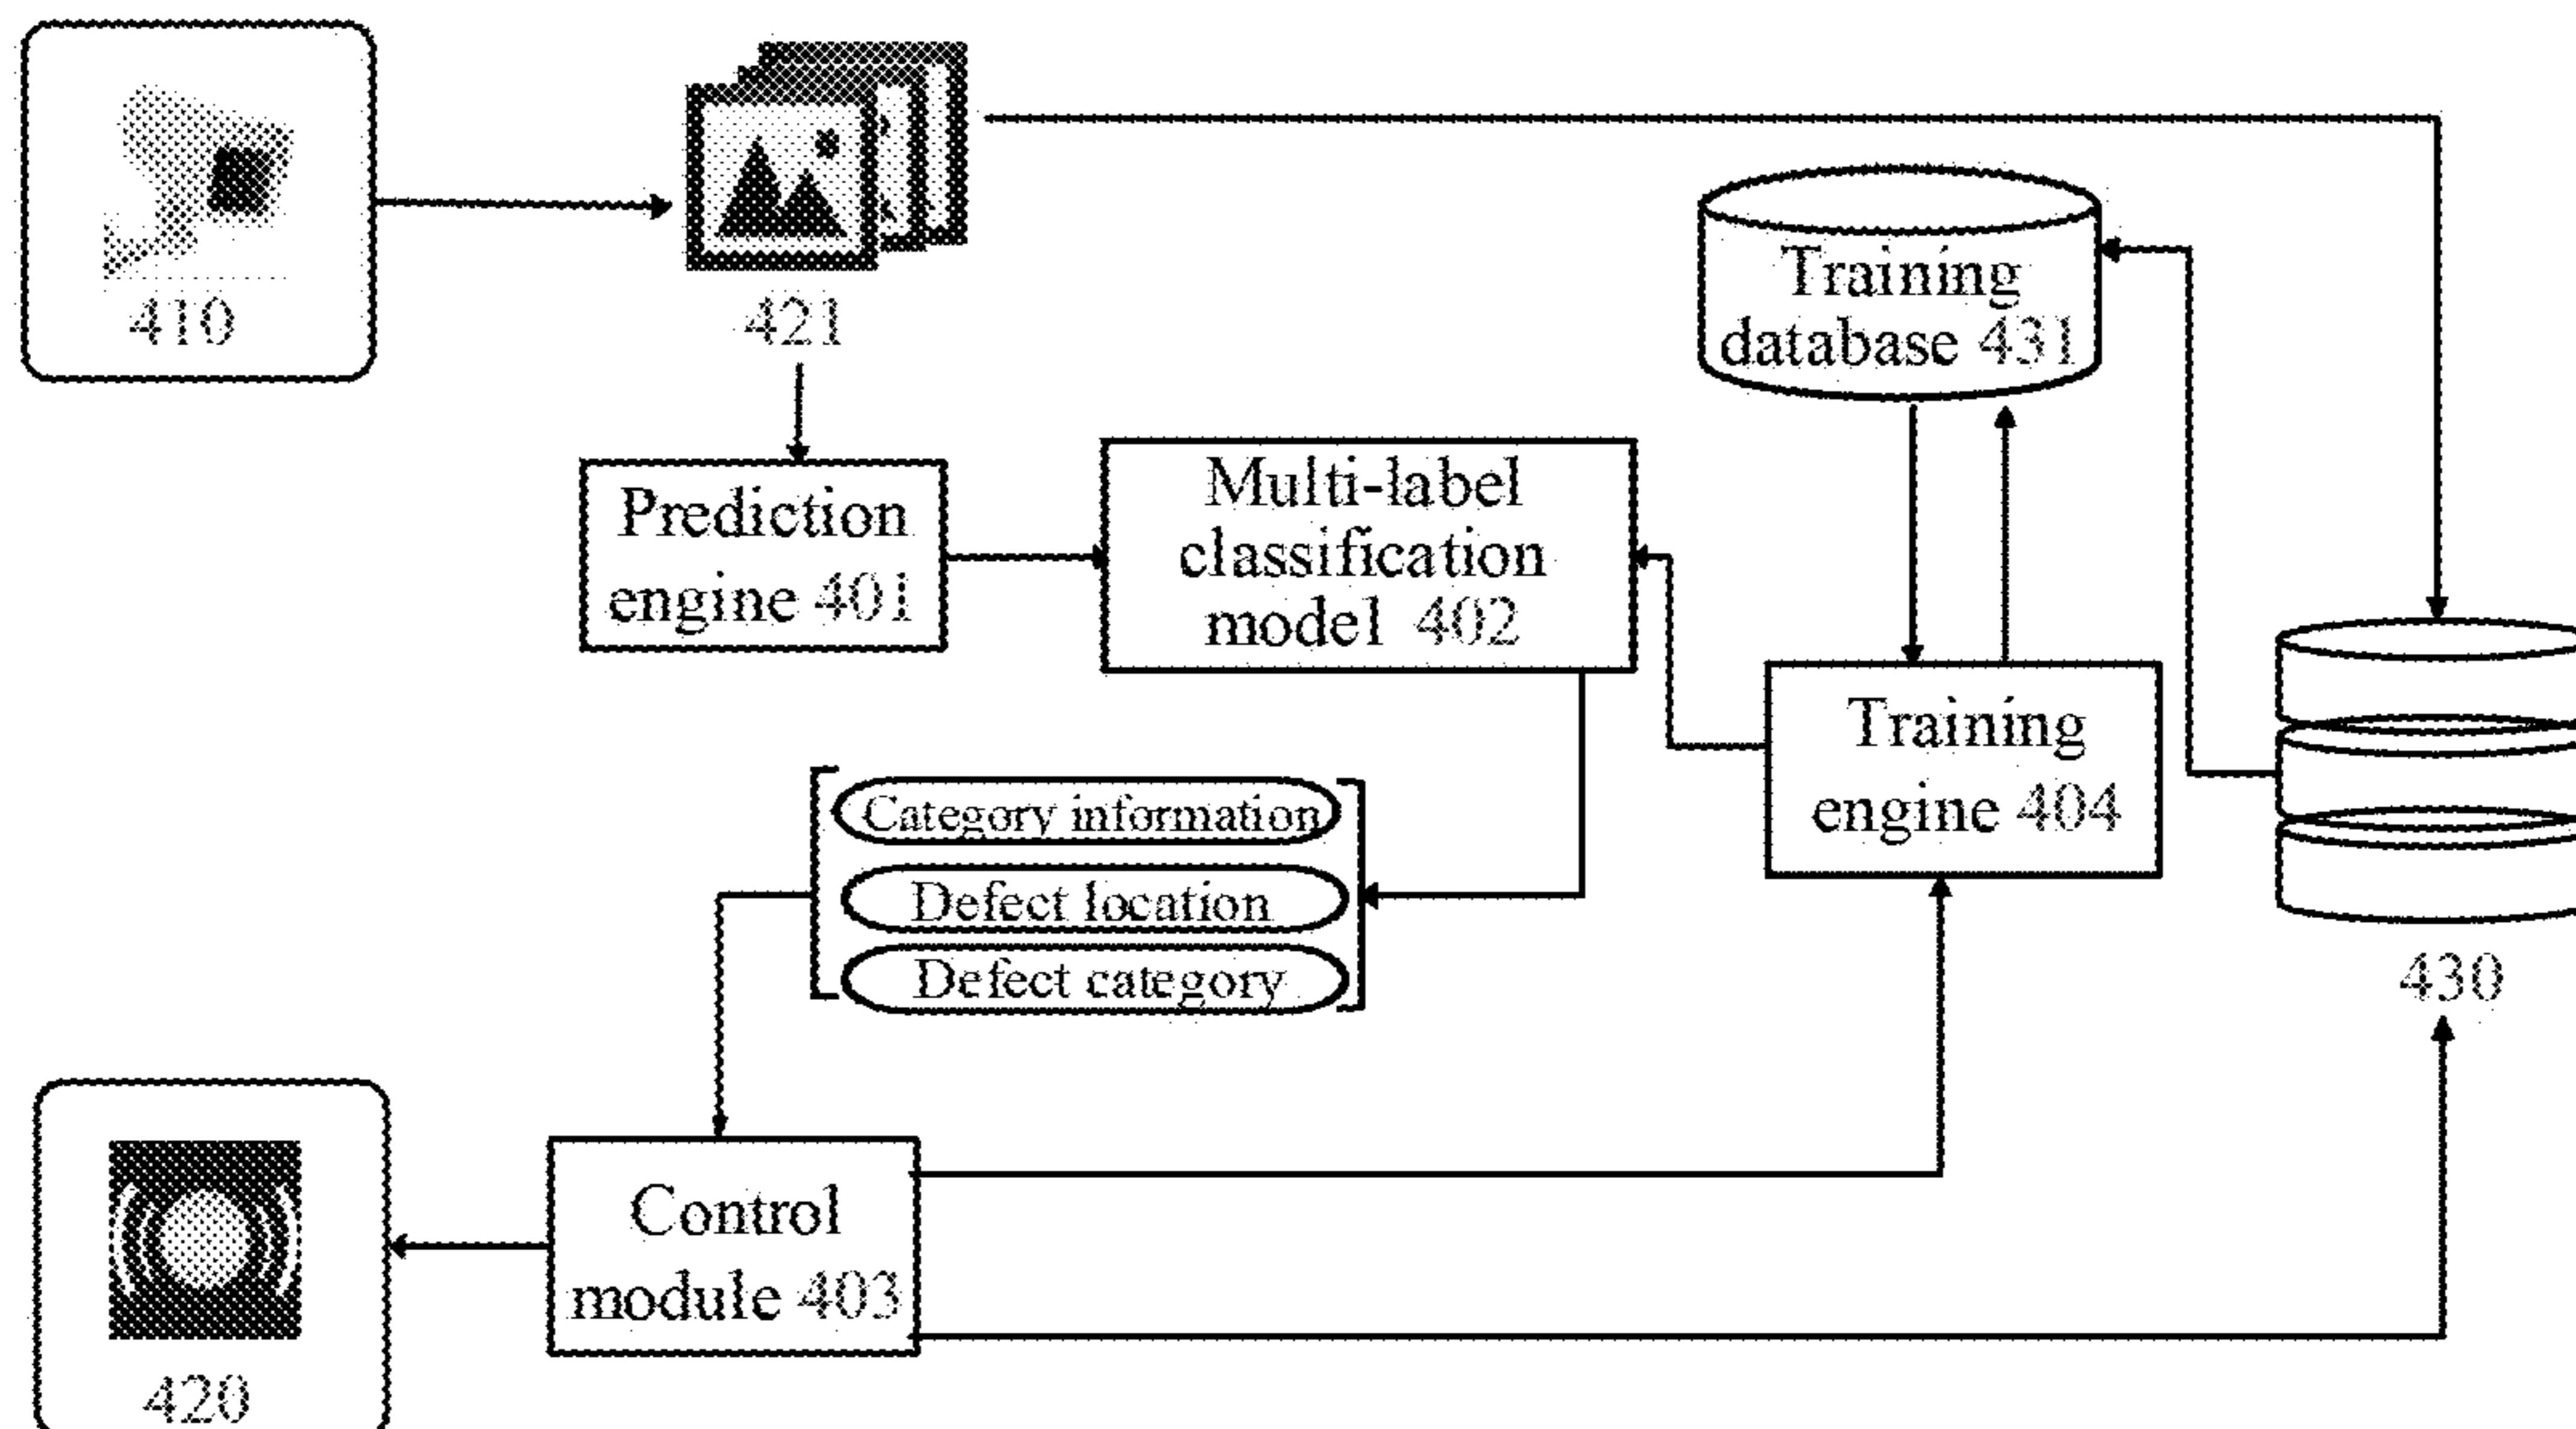 410
421
Training
database 431
Prediction
engine 401
Multi-label
classification
model 402
Training
engine 404
Category information
Defect location
Defect category
430
Control
module 403
420